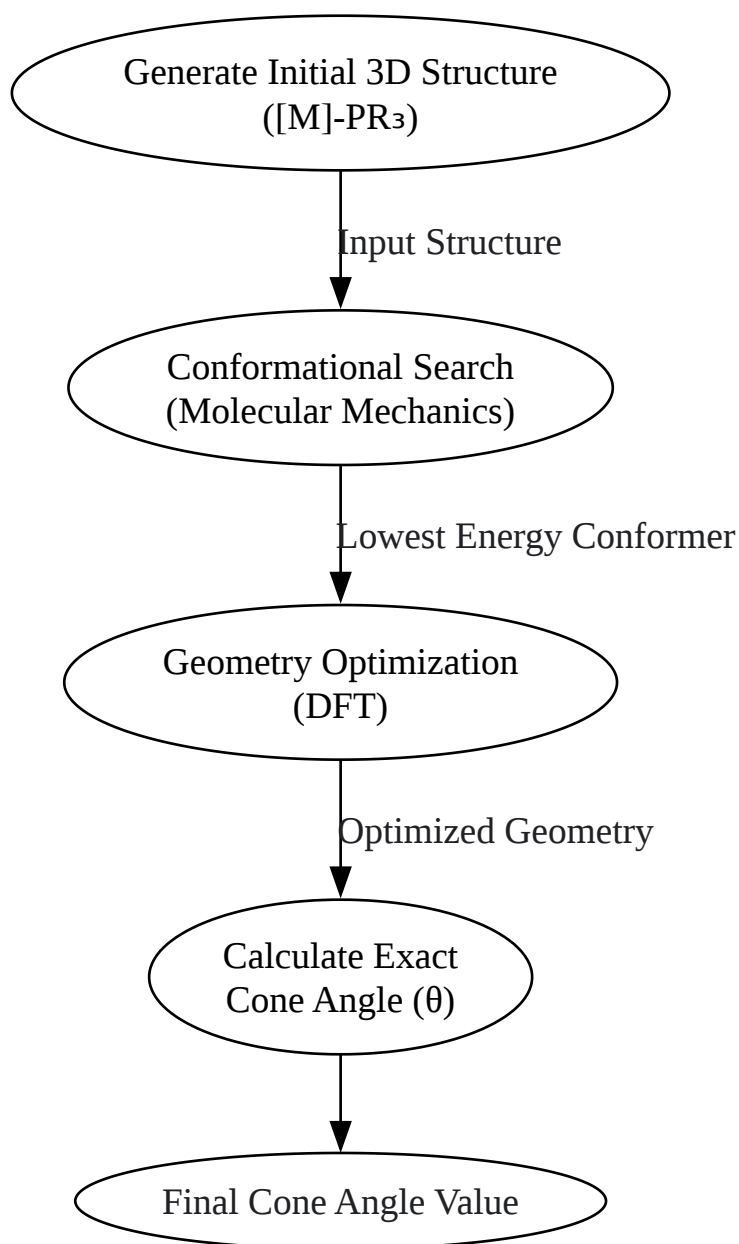 Generate Initial 3D Structure
([M]-PR₃)
Input Structure
Conformational Search
(Molecular Mechanics)
Lowest Energy Conformer
Geometry Optimization
(DFT)
Optimized Geometry
Calculate Exact
Cone Angle (θ)
Final Cone Angle Value